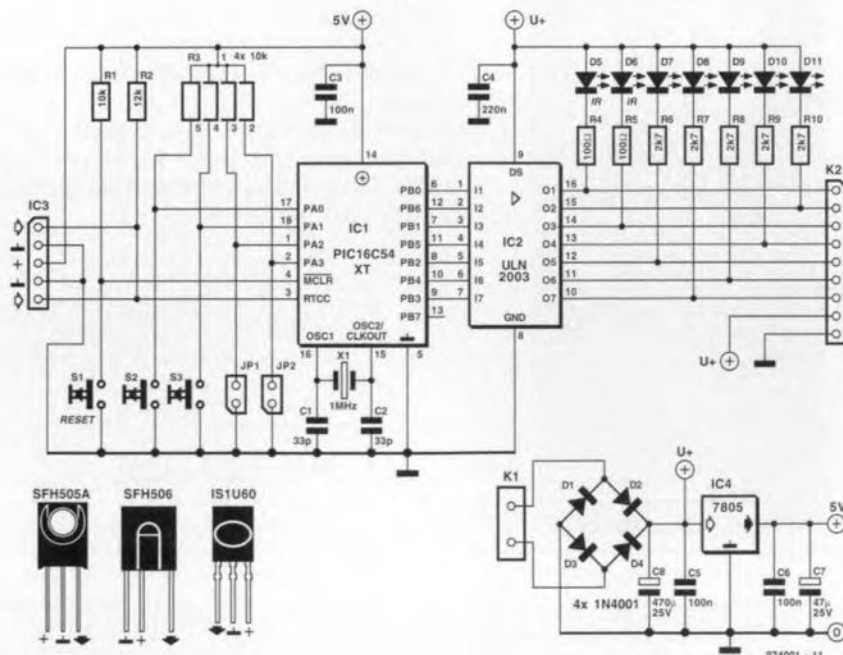 5V
U+
R1
10k
R2
12k
R3
1
4x 10k
5
4
3
2
C3
100n
C4
220n
D5
D6
D7
D8
D9
D10
D11
IR
IR
R4
R5
R6
R7
R8
R9
R10
100Ω
100Ω
2k7
2k7
2k7
2k7
2k7
K2
14
9
IC3
17
18
1
2
4
3
PA0
PA1
PA2
PA3
MCLR
RTCC
IC1
PIC16C54
XT
PB0
PB6
PB1
PB5
PB2
PB4
PB3
PB7
6
12
7
11
8
10
9
13
1
2
3
4
5
6
7
DS
I1
I2
I3
I4
I5
I6
I7
IC2
ULN
2003
O1
O2
O3
O4
O5
O6
O7
GND
16
15
14
13
12
11
10
8
OSC1
OSC2/
CLKOUT
16
15
5
X1
1MHz
C1
33p
C2
33p
S1
RESET
S2
S3
JP1
JP2
U+
SFH505A
SFH506
IS1U60
+
+
+
K1
D1
D2
D3
D4
4x 1N4001
U+
IC4
7805
5V
C8
470µ
25V
C5
100n
C6
100n
C7
47µ
25V
0